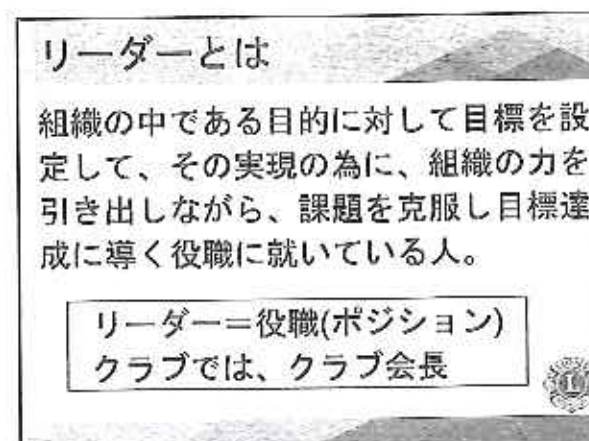 リーダーとは
組織の中である目的に対して目標を設
定して、その実現の為に、組織の力を
引き出しながら、課題を克服し目標達
成に導く役職に就いている人。
リーダー＝役職(ポジション)
クラブでは、クラブ会長
L